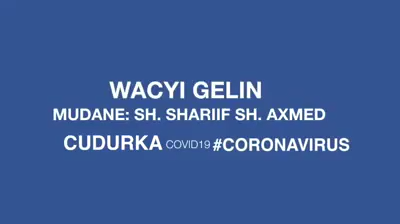 WACYI GELIN
MUDANE: SH. SHARIIF SH. AXMED
CUDURKA COVID19 #CORONAVIRUS